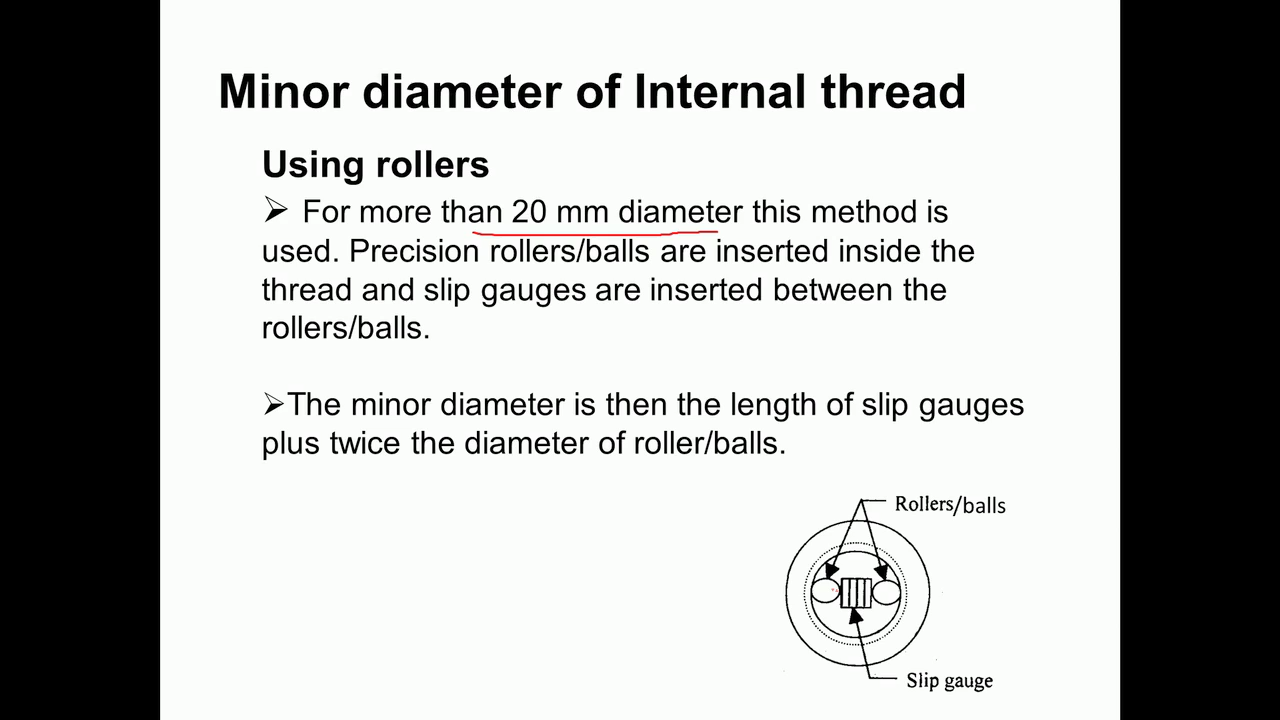 Minor diameter of Internal thread
Using rollers
➢ For more than 20 mm diameter this method is
used. Precision rollers/balls are inserted inside the
thread and slip gauges are inserted between the
rollers/balls.
➢The minor diameter is then the length of slip gauges
plus twice the diameter of roller/balls.
Rollers/balls
Slip gauge